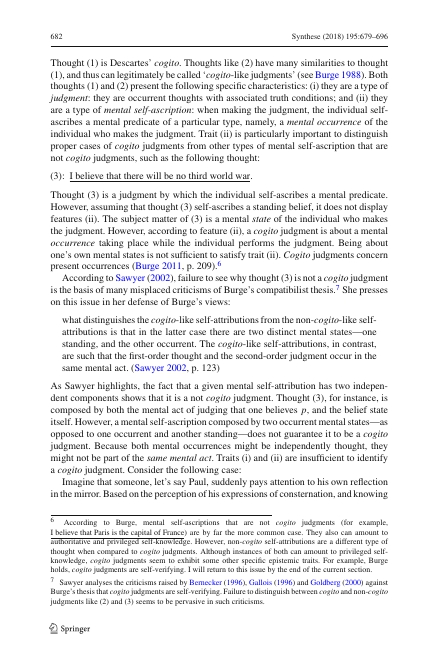 682
Synthese (2018) 195:679–696
Thought (1) is Descartes' cogito. Thoughts like (2) have many similarities to thought
(1), and thus can legitimately be called 'cogito-like judgments' (see Burge 1988). Both
thoughts (1) and (2) present the following specific characteristics: (i) they are a type of
judgment: they are occurrent thoughts with associated truth conditions; and (ii) they
are a type of mental self-ascription: when making the judgment, the individual self-
ascribes a mental predicate of a particular type, namely, a mental occurrence of the
individual who makes the judgment. Trait (ii) is particularly important to distinguish
proper cases of cogito judgments from other types of mental self-ascription that are
not cogito judgments, such as the following thought:
(3): I believe that there will be no third world war.
Thought (3) is a judgment by which the individual self-ascribes a mental predicate.
However, assuming that thought (3) self-ascribes a standing belief, it does not display
features (ii). The subject matter of (3) is a mental state of the individual who makes
the judgment. However, according to feature (ii), a cogito judgment is about a mental
occurrence taking place while the individual performs the judgment. Being about
one's own mental states is not sufficient to satisfy trait (ii). Cogito judgments concern
present occurrences (Burge 2011, p. 209).6
According to Sawyer (2002), failure to see why thought (3) is not a cogito judgment
is the basis of many misplaced criticisms of Burge's compatibilist thesis.7 She presses
on this issue in her defense of Burge's views:
what distinguishes the cogito-like self-attributions from the non-cogito-like self-
attributions is that in the latter case there are two distinct mental states—one
standing, and the other occurrent. The cogito-like self-attributions, in contrast,
are such that the first-order thought and the second-order judgment occur in the
same mental act. (Sawyer 2002, p. 123)
As Sawyer highlights, the fact that a given mental self-attribution has two indepen-
dent components shows that it is not a cogito judgment. Thought (3), for instance, is
composed by both the mental act of judging that one believes p, and the belief state
itself. However, a mental self-ascription composed by two occurrent mental states—as
opposed to one occurrent and another standing—does not guarantee it to be a cogito
judgment. Because both mental occurrences might be independently thought, they
might not be part of the same mental act. Traits (i) and (ii) are insufficient to identify
a cogito judgment. Consider the following case:
Imagine that someone, let's say Paul, suddenly pays attention to his own reflection
in the mirror. Based on the perception of his expressions of consternation, and knowing
6 According to Burge, mental self-ascriptions that are not cogito judgments (for example,
I believe that Paris is the capital of France) are by far the more common case. They also can amount to
authoritative and privileged self-knowledge. However, non-cogito self-attributions are a different type of
thought when compared to cogito judgments. Although instances of both can amount to privileged self-
knowledge, cogito judgments seem to exhibit some other specific epistemic traits. For example, Burge
holds, cogito judgments are self-verifying. I will return to this issue by the end of the current section.
7 Sawyer analyses the criticisms raised by Bernecker (1996), Gallois (1996) and Goldberg (2000) against
Burge's thesis that cogito judgments are self-verifying. Failure to distinguish between cogito and non-cogito
judgments like (2) and (3) seems to be pervasive in such criticisms.
Springer